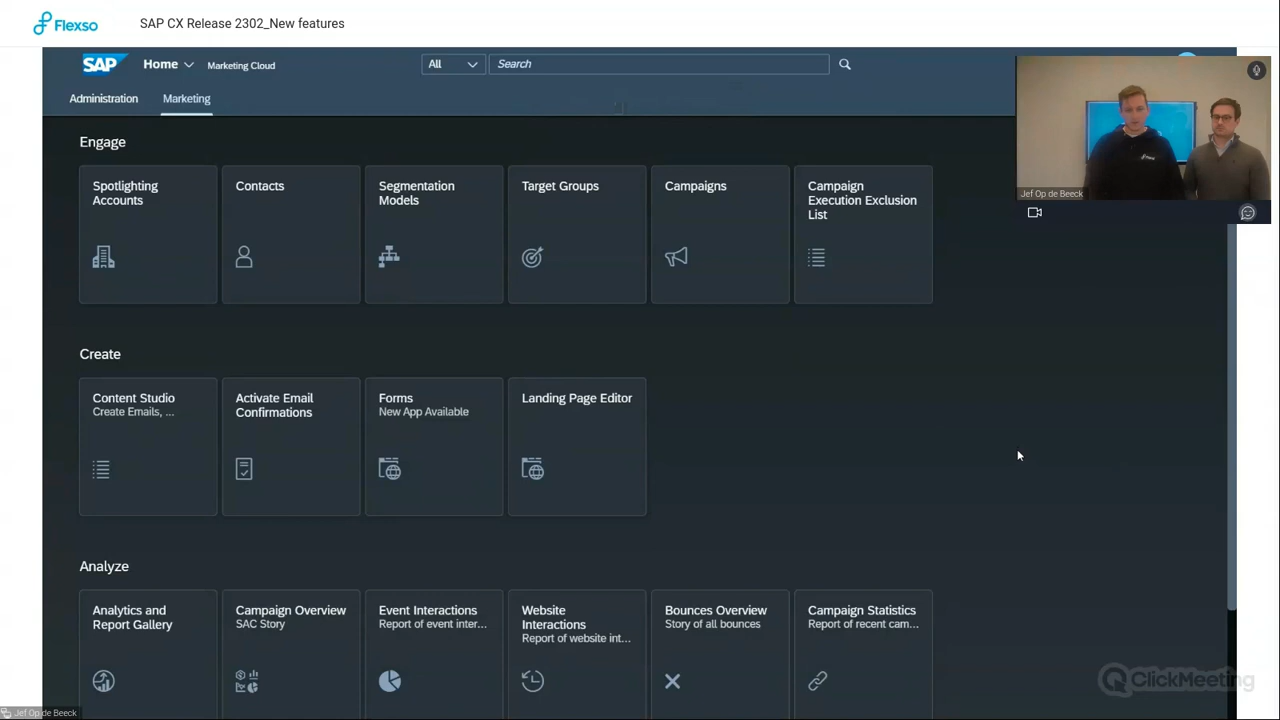 Flexso
SAP CX Release 2302_New features
SAP
Home
Marketing Cloud
All
Search
Administration
Marketing
Jef Op de Beeck
Engage
Spotlighting
Accounts
Contacts
Segmentation
Models
Target Groups
Campaigns
Campaign
Execution Exclusion
List
Create
Content Studio
Create Emails, ...
Activate Email
Confirmations
Forms
New App Available
Landing Page Editor
Analyze
Analytics and
Report Gallery
Campaign Overview
SAC Story
Event Interactions
Report of event inter...
Website
Interactions
Report of website int...
Bounces Overview
Story of all bounces
Campaign Statistics
Report of recent cam...
ClickMeeting
Jef Op de Beeck